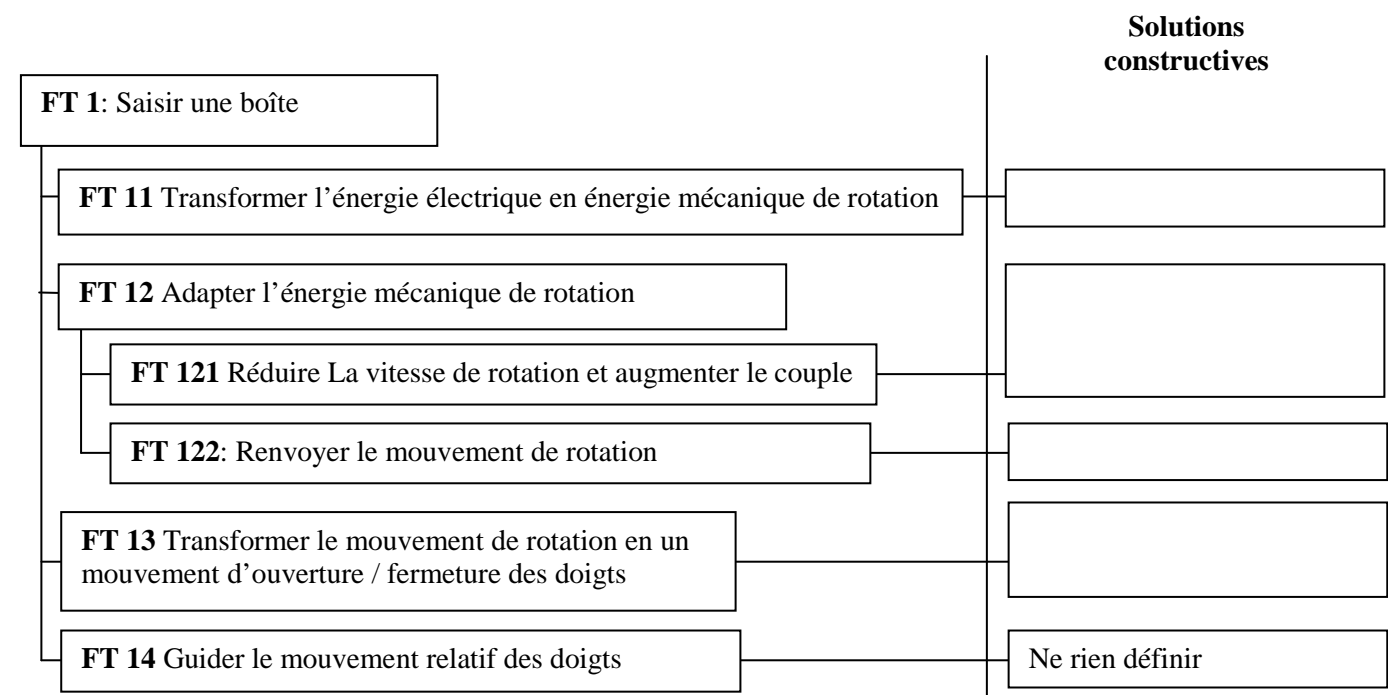 Solutions
constructives
FT 1: Saisir une boîte
FT 11 Transformer l’énergie électrique en énergie mécanique de rotation
FT 12 Adapter l’énergie mécanique de rotation
FT 121 Réduire La vitesse de rotation et augmenter le couple
FT 122: Renvoyer le mouvement de rotation
FT 13 Transformer le mouvement de rotation en un
mouvement d’ouverture / fermeture des doigts
FT 14 Guider le mouvement relatif des doigts
Ne rien définir